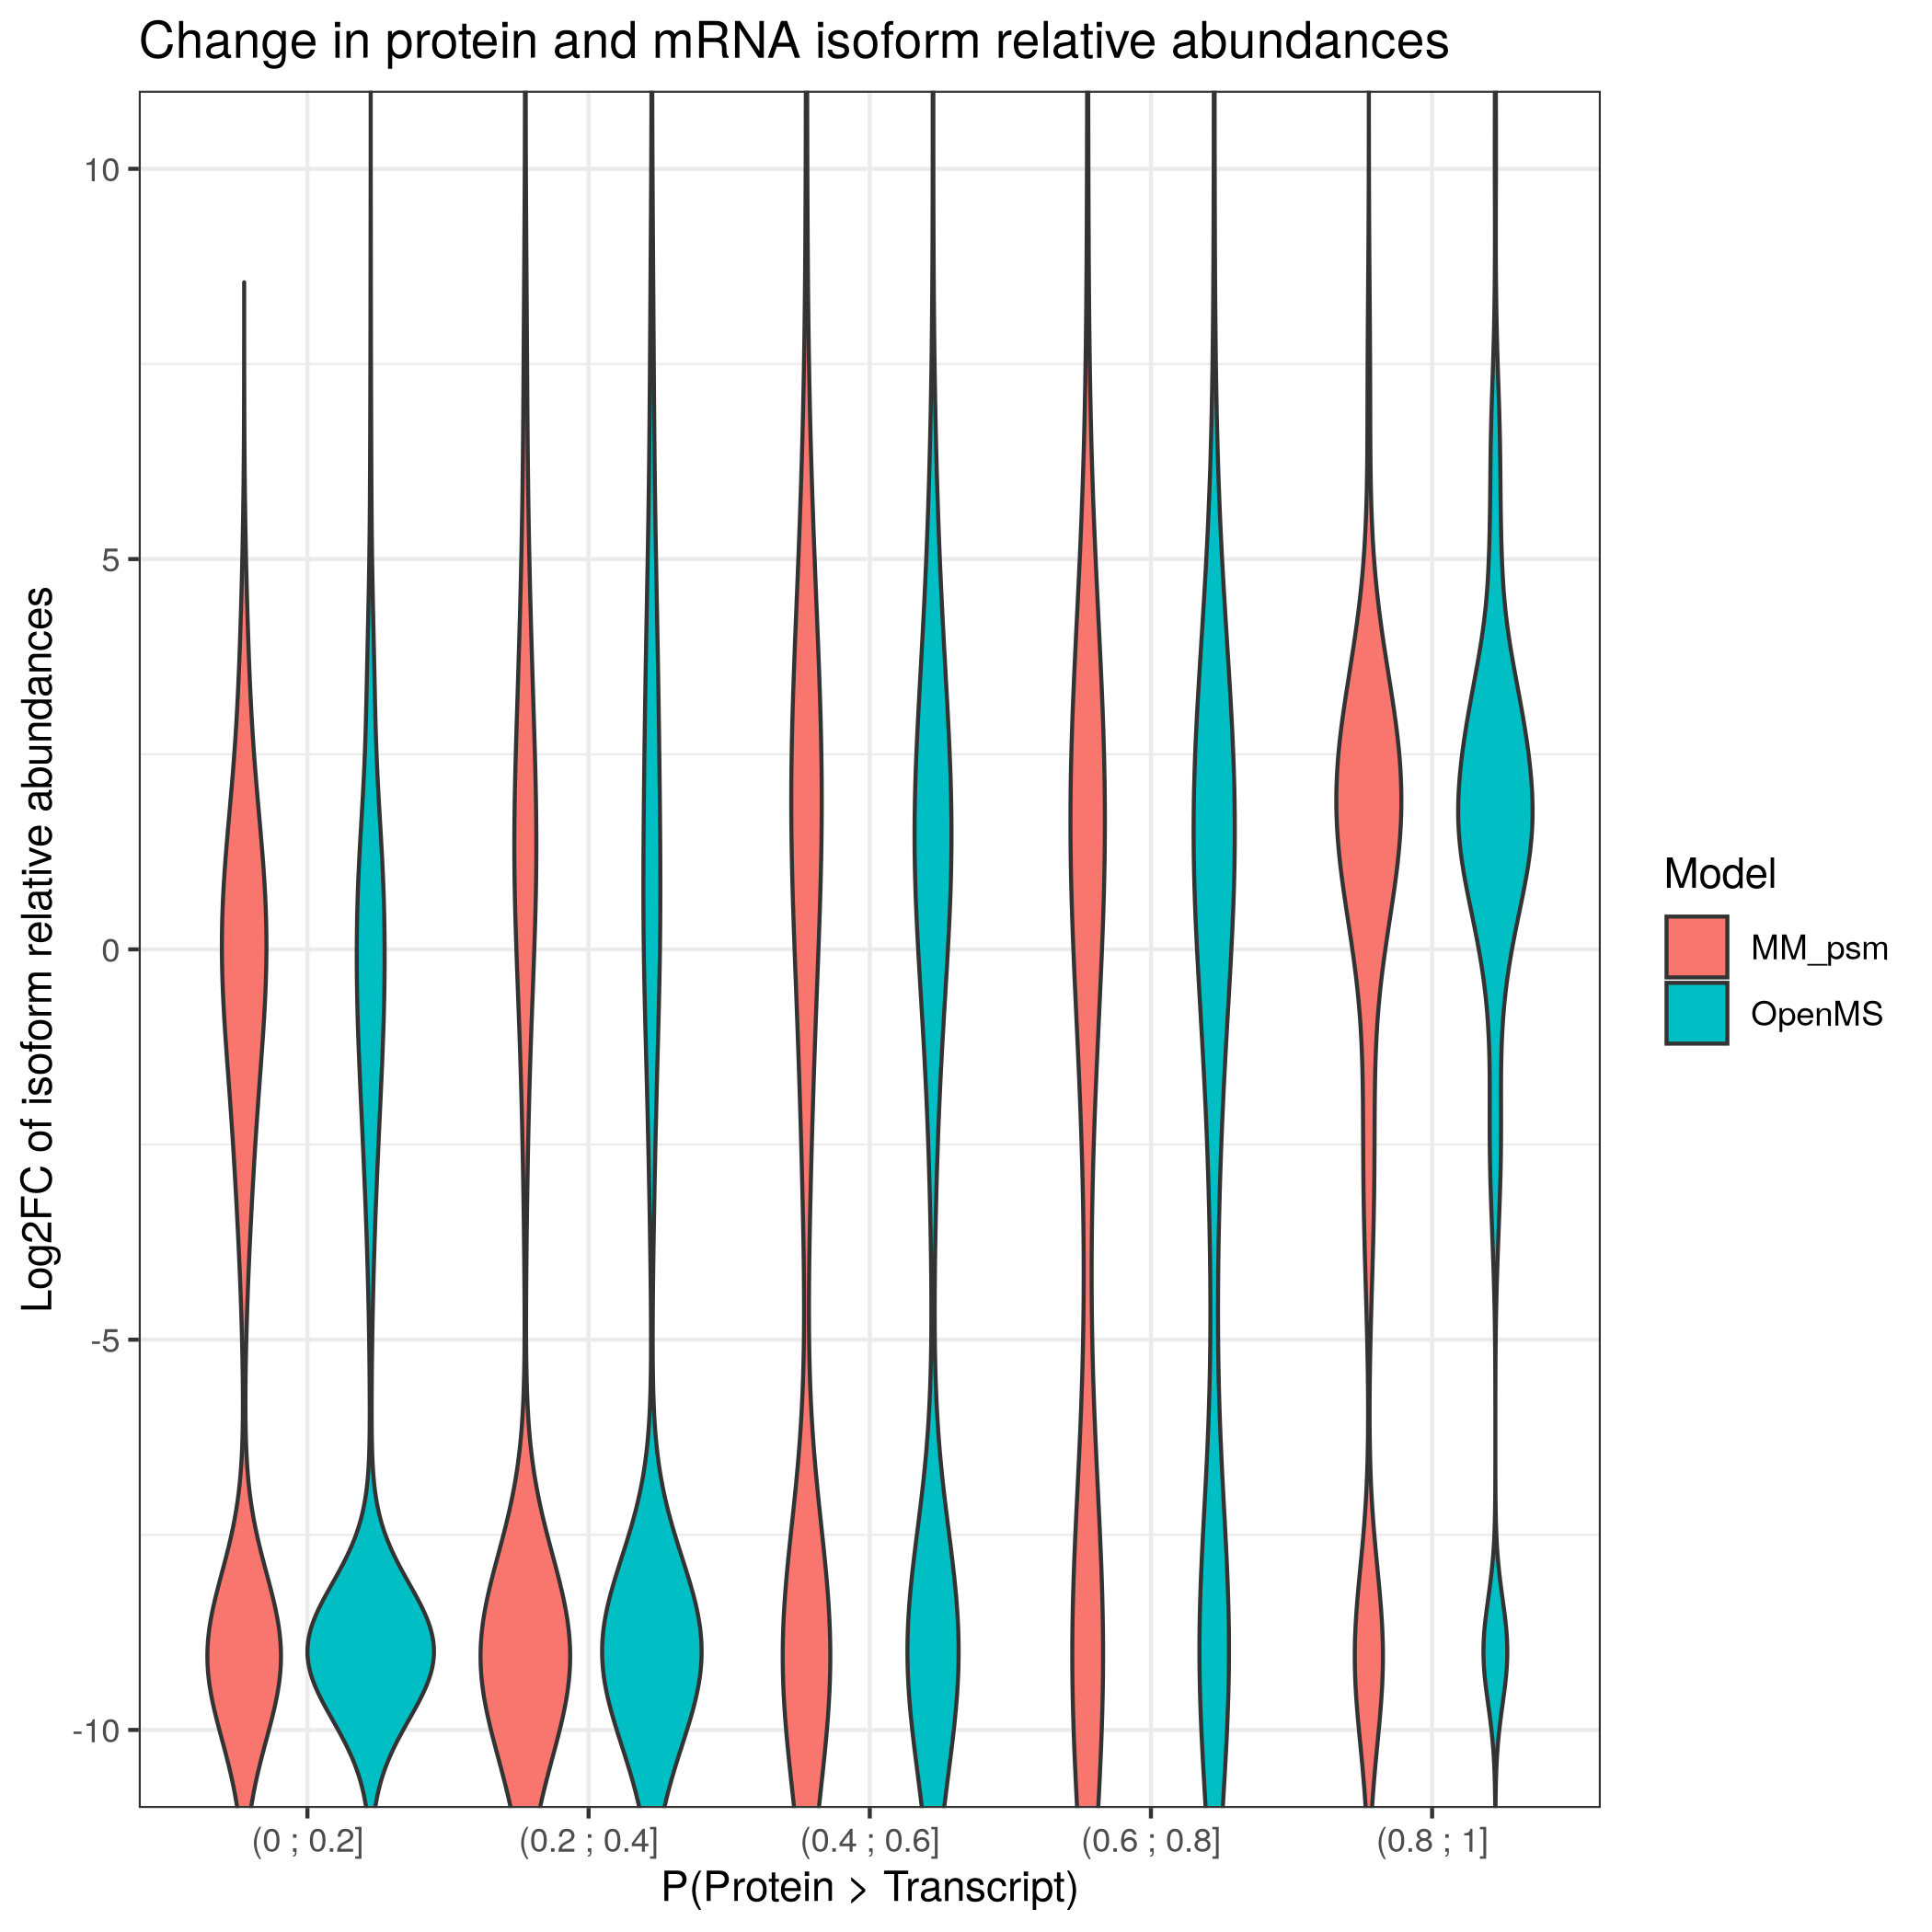 Change in protein and mRNA isoform relative abundances
Log2FC of isoform relative abundances
10
5
0
-5
-10
(0 ; 0.2]
(0.2 ; 0.4]
(0.4 ; 0.6]
(0.6 ; 0.8]
(0.8 ; 1]
P(Protein > Transcript)
Model
MM_psm
OpenMS